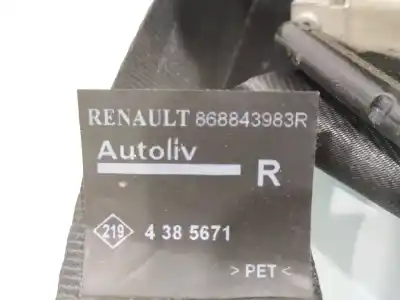 RENAULT 868843983R
Autoliv
R
219 4 38 5671
> PET <